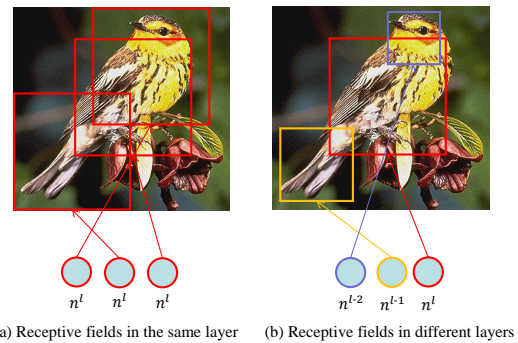 n^l n^l n^l
n^{l-2} n^{l-1} n^l
a) Receptive fields in the same layer
(b) Receptive fields in different layers